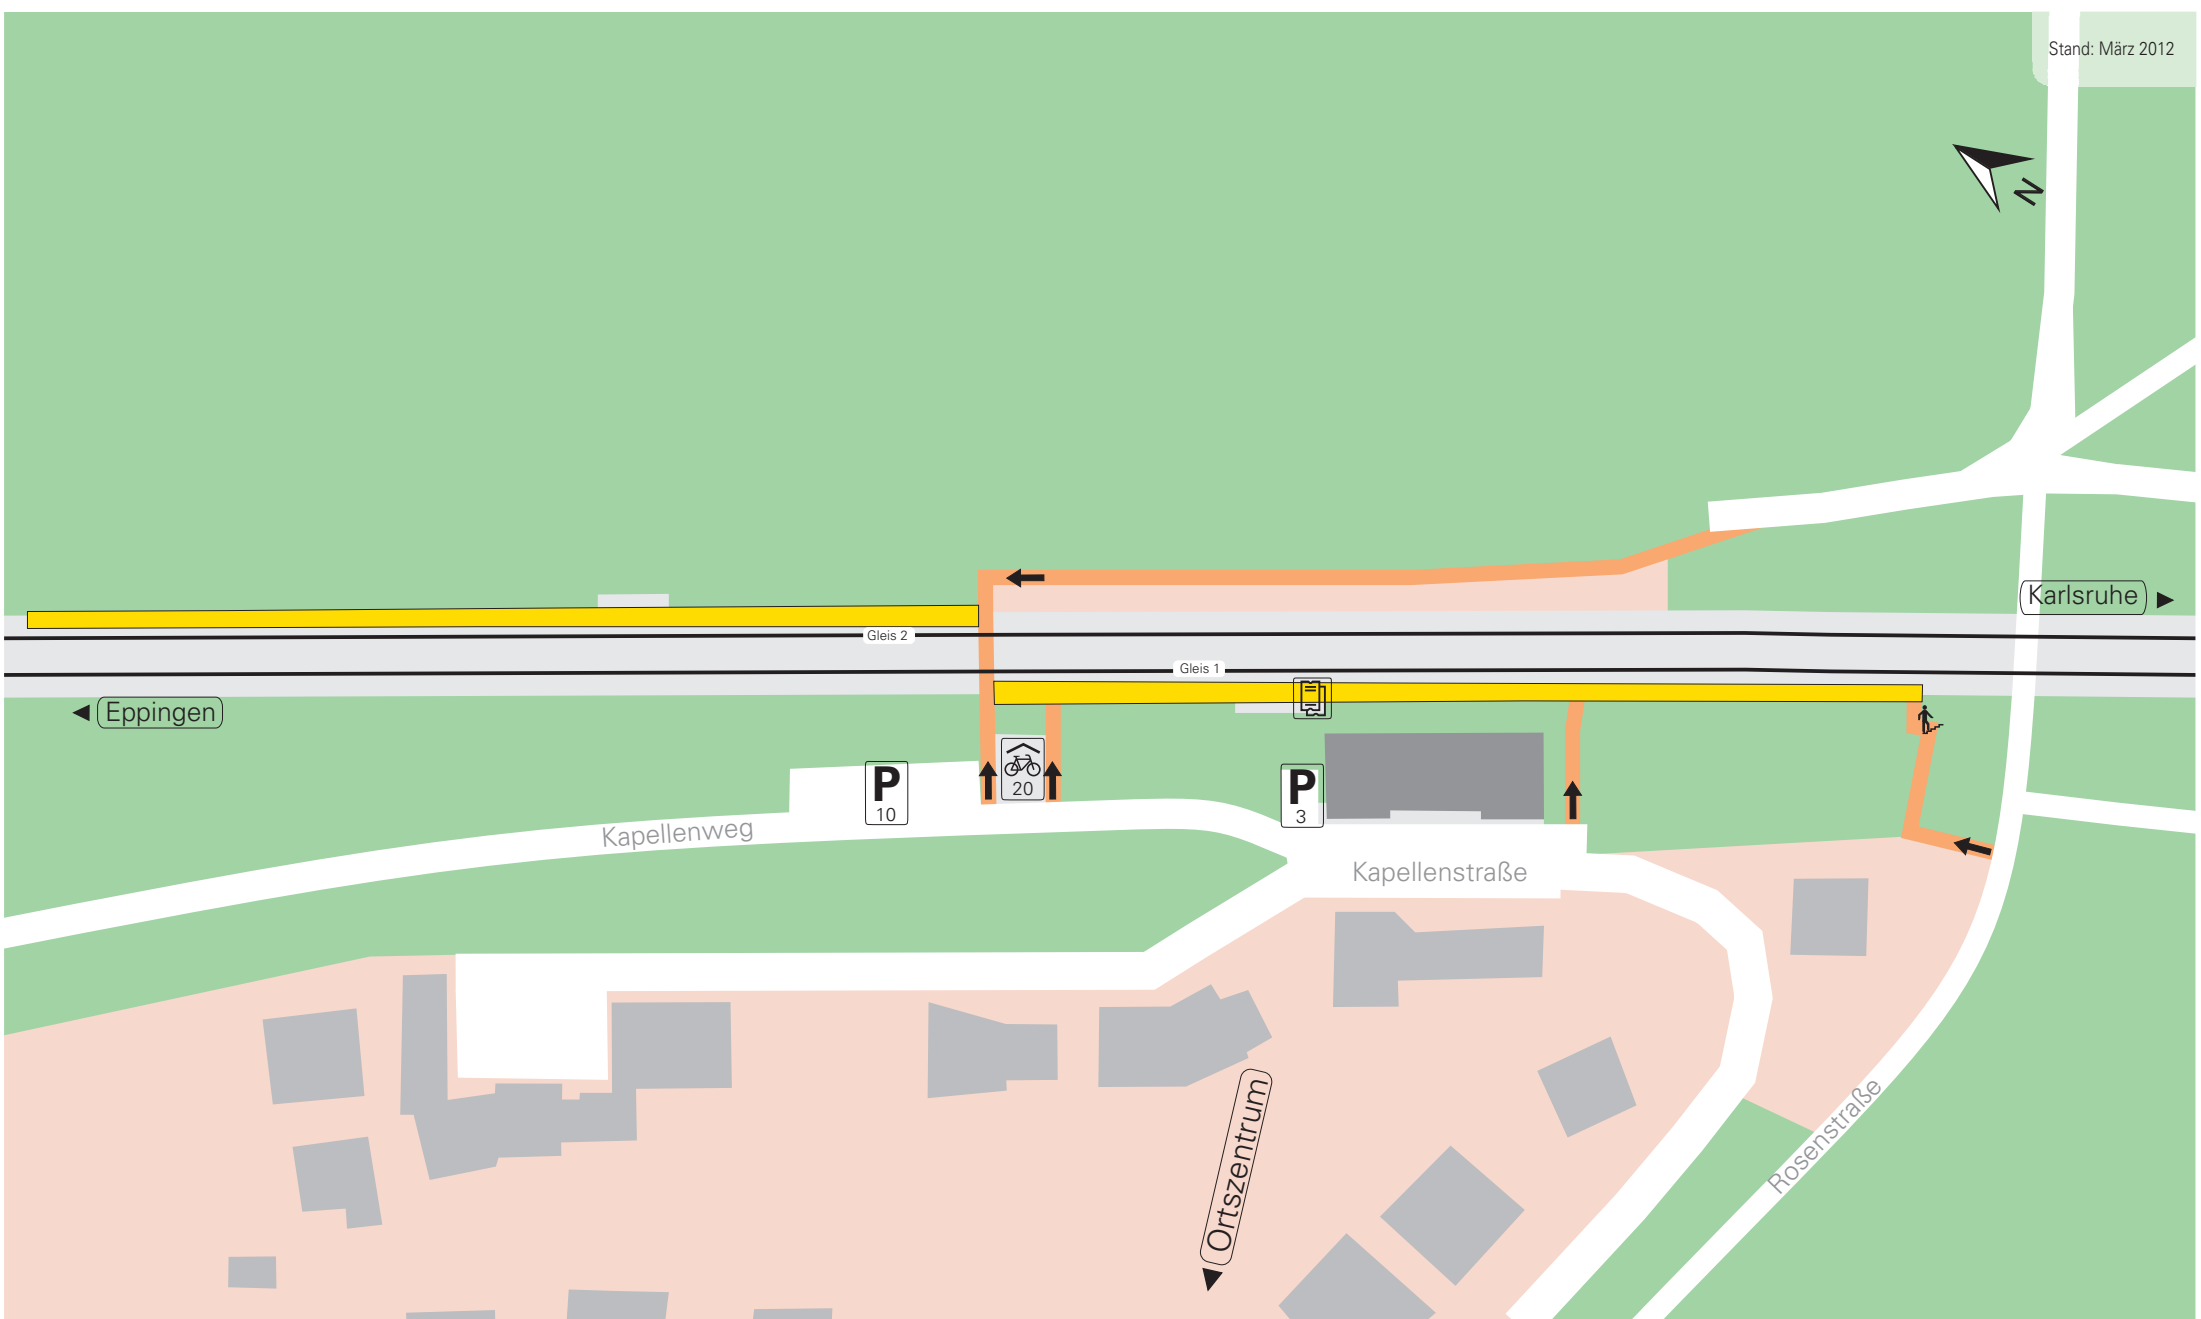 Stand: März 2012
N
Karlsruhe
Gleis 2
Gleis 1
Eppingen
P
10
20
P
3
Kapellenweg
Kapellenstraße
Ortszentrum
Rosenstraße